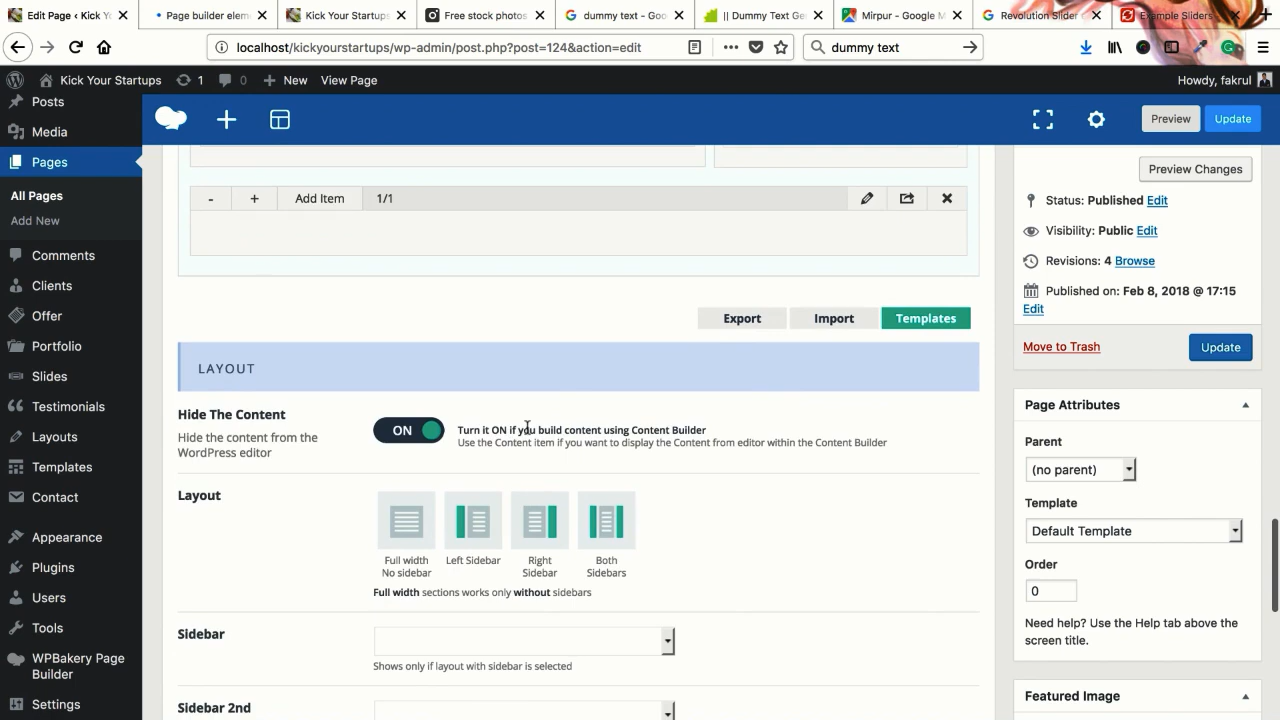 Edit Page ‹ Kick Yo
Page builder elem
Kick Your Startups
Free stock photos
dummy text - Goo
|| Dummy Text Ge
Mirpur - Google M
Revolution Slider
Example Sliders
localhost/kickyourstartups/wp-admin/post.php?post=124&action=edit
dummy text
Kick Your Startups
1
0
New
View Page
Howdy, fakrul
Posts
Media
Pages
All Pages
Add New
Comments
Clients
Offer
Portfolio
Slides
Testimonials
Layouts
Templates
Contact
Appearance
Plugins
Users
Tools
WPBakery Page
Builder
Settings
Preview
Update
- + Add Item 1/1
Export Import Templates
LAYOUT
Hide The Content
Hide the content from the
WordPress editor
ON
Turn it ON if you build content using Content Builder
Use the Content item if you want to display the Content from editor within the Content Builder
Layout
Full width
No sidebar
Left Sidebar
Right
Sidebar
Both
Sidebars
Full width sections works only without sidebars
Sidebar
Shows only if layout with sidebar is selected
Sidebar 2nd
Preview Changes
Status: Published Edit
Visibility: Public Edit
Revisions: 4 Browse
Published on: Feb 8, 2018 @ 17:15
Edit
Move to Trash
Update
Page Attributes
Parent
(no parent)
Template
Default Template
Order
0
Need help? Use the Help tab above the
screen title.
Featured Image